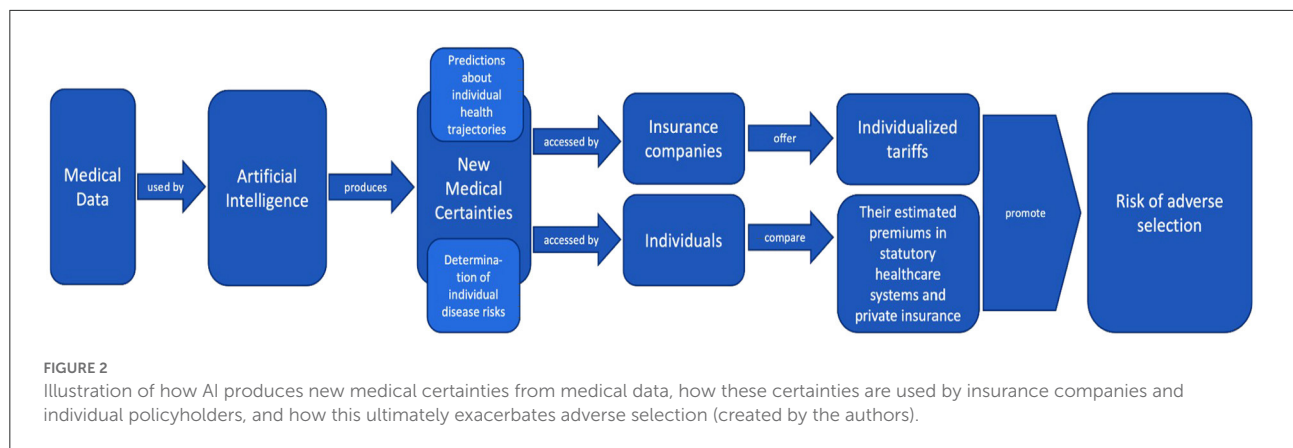 Medical
Data
used by
Artificial
Intelligence
produces
Predictions
about
individual
health
trajectories
New
Medical
Certainties
Determina-
tion of
individual
disease risks
accessed by
Insurance
companies
offer
Individualized
tariffs
accessed by
Individuals
compare
Their estimated
premiums in
statutory
healthcare
systems and
private insurance
promote
Risk of adverse
selection
FIGURE 2
Illustration of how AI produces new medical certainties from medical data, how these certainties are used by insurance companies and
individual policyholders, and how this ultimately exacerbates adverse selection (created by the authors).